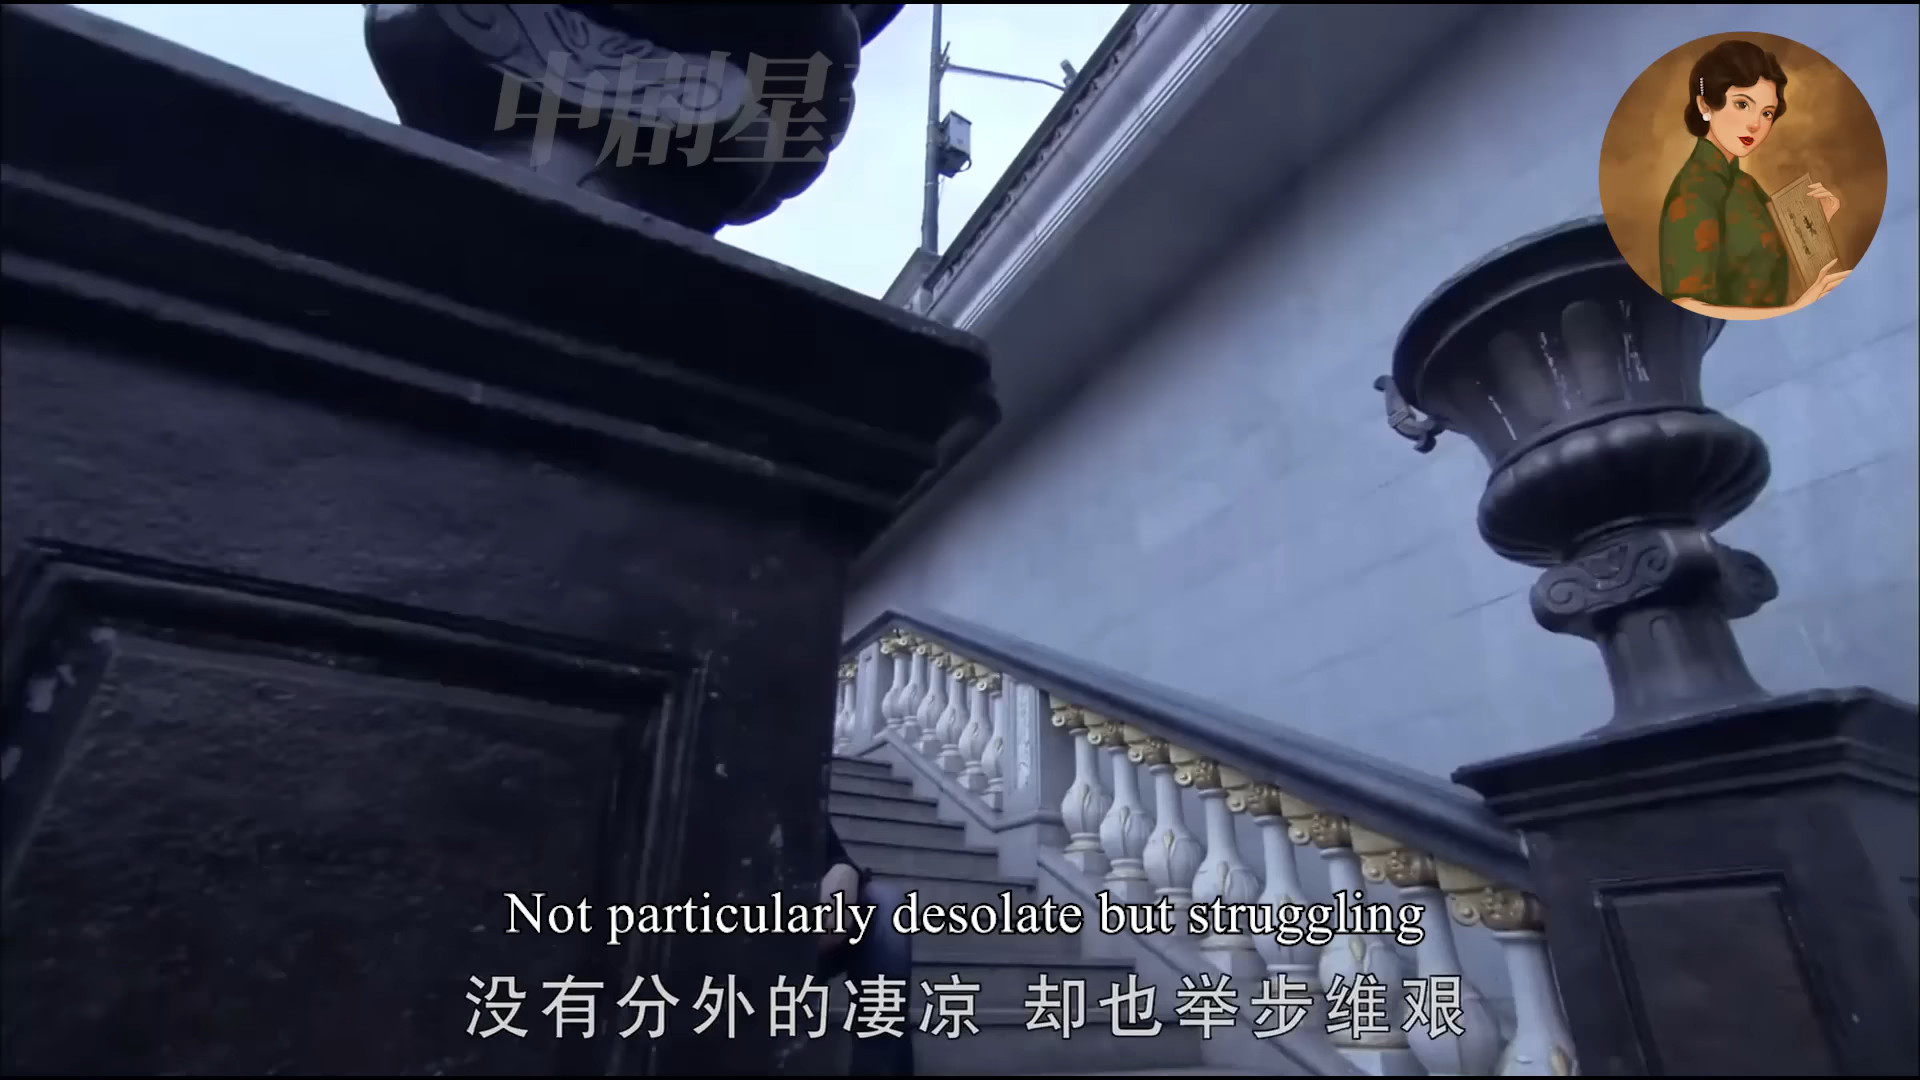 中剧星
Not particularly desolate but struggling
没有分外的凄凉 却也举步维艰